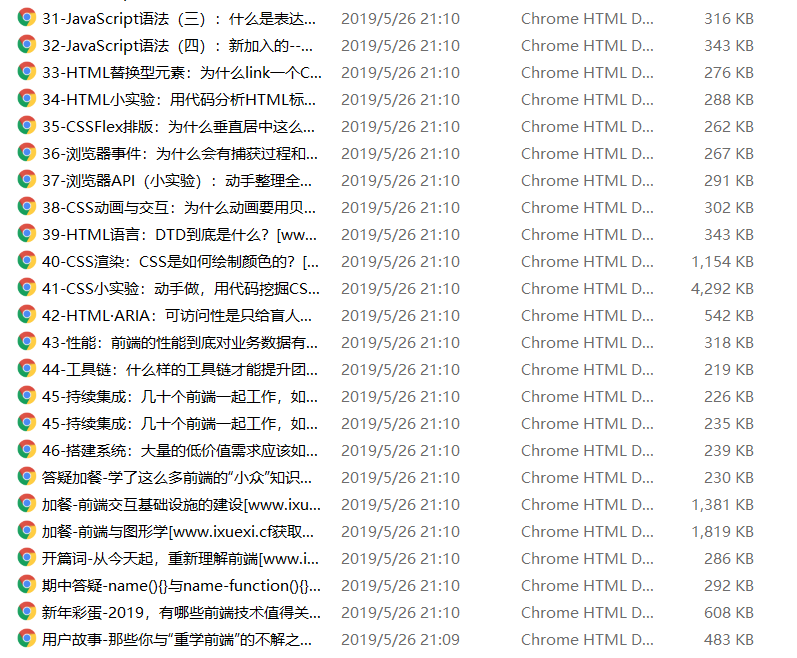 31-JavaScript语法（三）：什么是表达... 2019/5/26 21:10 Chrome HTML D... 316 KB
32-JavaScript语法（四）：新加入的--... 2019/5/26 21:10 Chrome HTML D... 343 KB
33-HTML替换型元素：为什么link一个C... 2019/5/26 21:10 Chrome HTML D... 276 KB
34-HTML小实验：用代码分析HTML标... 2019/5/26 21:10 Chrome HTML D... 288 KB
35-CSSFlex排版：为什么垂直居中这么... 2019/5/26 21:10 Chrome HTML D... 262 KB
36-浏览器事件：为什么会有捕获过程和... 2019/5/26 21:10 Chrome HTML D... 267 KB
37-浏览器API（小实验）：动手整理全... 2019/5/26 21:10 Chrome HTML D... 291 KB
38-CSS动画与交互：为什么动画要用贝... 2019/5/26 21:10 Chrome HTML D... 302 KB
39-HTML语言：DTD到底是什么？[ww... 2019/5/26 21:10 Chrome HTML D... 343 KB
40-CSS渲染：CSS是如何绘制颜色的？[... 2019/5/26 21:10 Chrome HTML D... 1,154 KB
41-CSS小实验：动手做，用代码挖掘CS... 2019/5/26 21:10 Chrome HTML D... 4,292 KB
42-HTML·ARIA：可访问性是只给盲人... 2019/5/26 21:10 Chrome HTML D... 542 KB
43-性能：前端的性能到底对业务数据有... 2019/5/26 21:10 Chrome HTML D... 318 KB
44-工具链：什么样的工具链才能提升团... 2019/5/26 21:10 Chrome HTML D... 219 KB
45-持续集成：几十个前端一起工作，如... 2019/5/26 21:10 Chrome HTML D... 226 KB
45-持续集成：几十个前端一起工作，如... 2019/5/26 21:10 Chrome HTML D... 235 KB
46-搭建系统：大量的低价值需求应该如... 2019/5/26 21:10 Chrome HTML D... 239 KB
答疑加餐-学了这么多前端的“小众”知识... 2019/5/26 21:10 Chrome HTML D... 230 KB
加餐-前端交互基础设施的建设[www.ixu... 2019/5/26 21:10 Chrome HTML D... 1,381 KB
加餐-前端与图形学[www.ixuexi.cf获取... 2019/5/26 21:10 Chrome HTML D... 1,819 KB
开篇词-从今天起，重新理解前端[www.i... 2019/5/26 21:10 Chrome HTML D... 286 KB
期中答疑-name(){}与name-function(){}... 2019/5/26 21:10 Chrome HTML D... 292 KB
新年彩蛋-2019，有哪些前端技术值得关... 2019/5/26 21:10 Chrome HTML D... 608 KB
用户故事-那些你与“重学前端”的不解之... 2019/5/26 21:09 Chrome HTML D... 483 KB